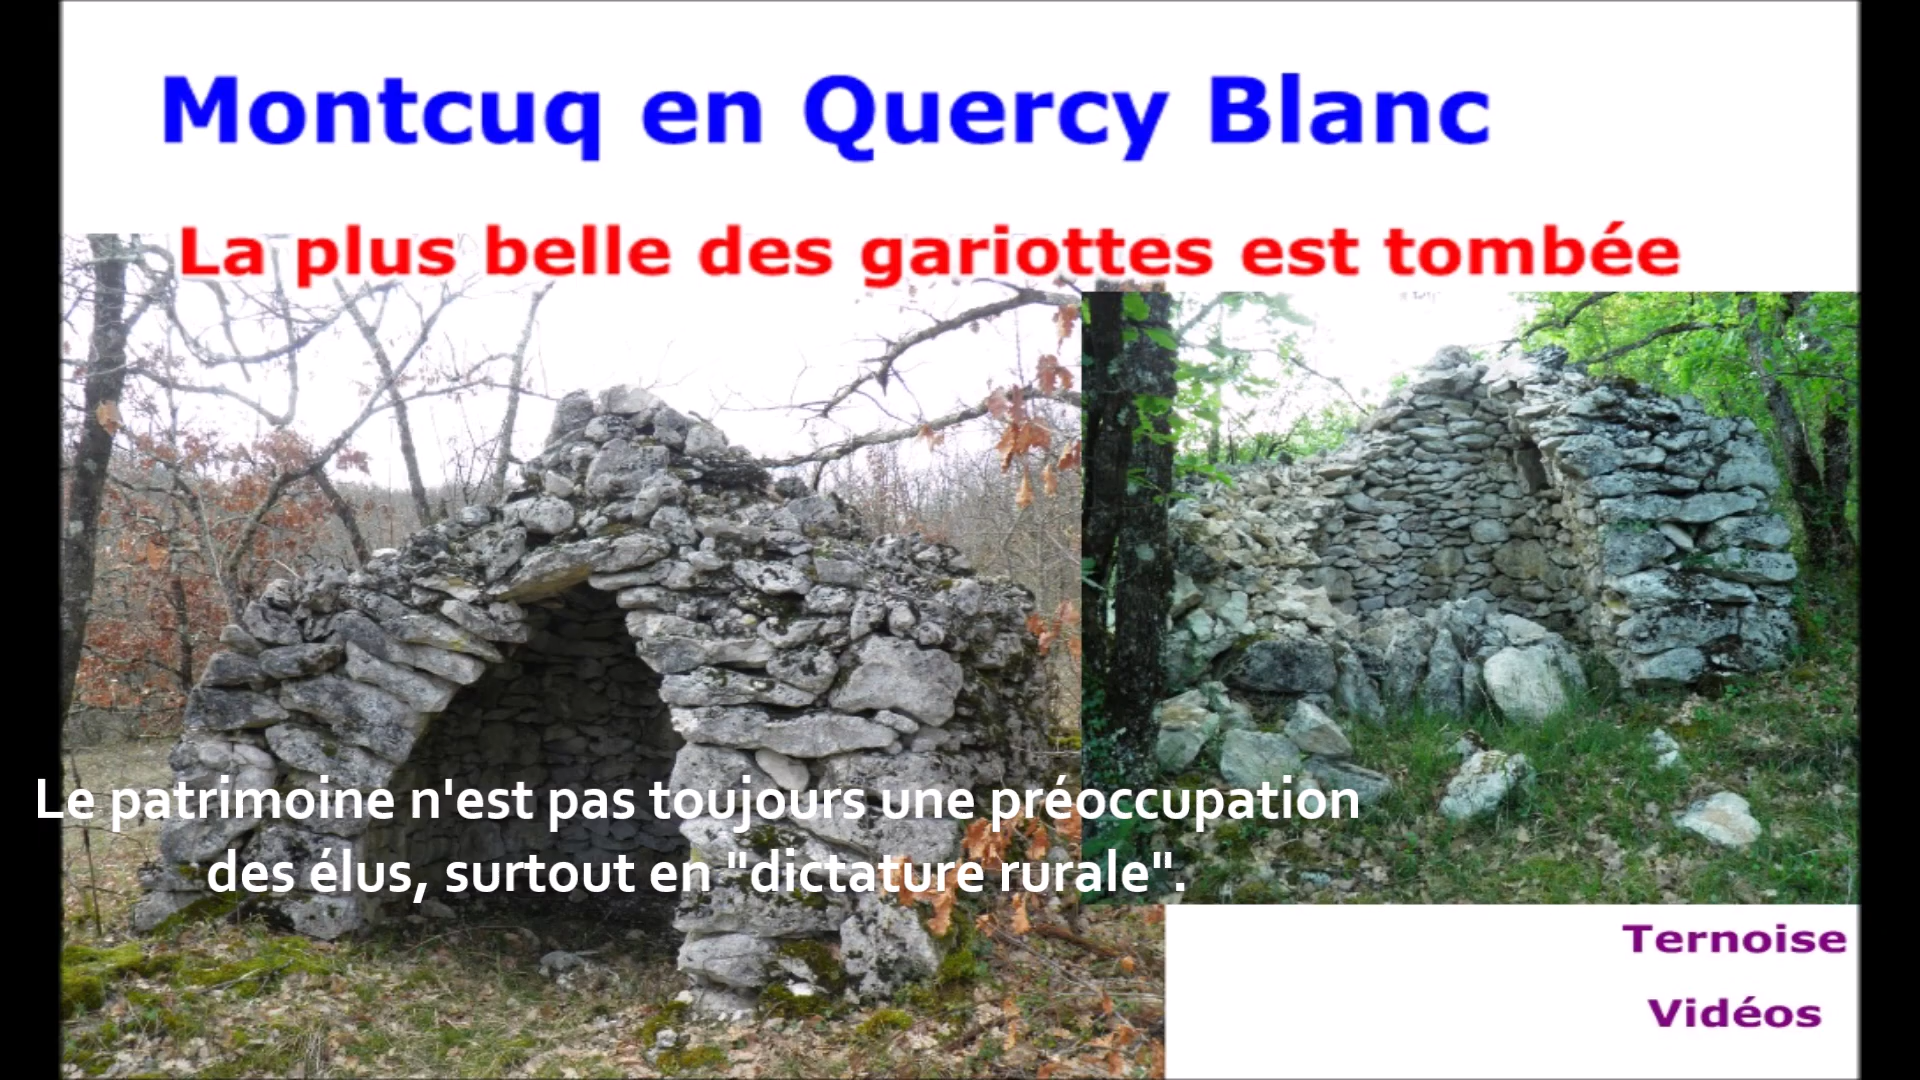 Montcuq en Quercy Blanc
La plus belle des gariottes est tombée
Le patrimoine n'est pas toujours une préoccupation
des élus, surtout en "dictature rurale".
Ternoise
Vidéos